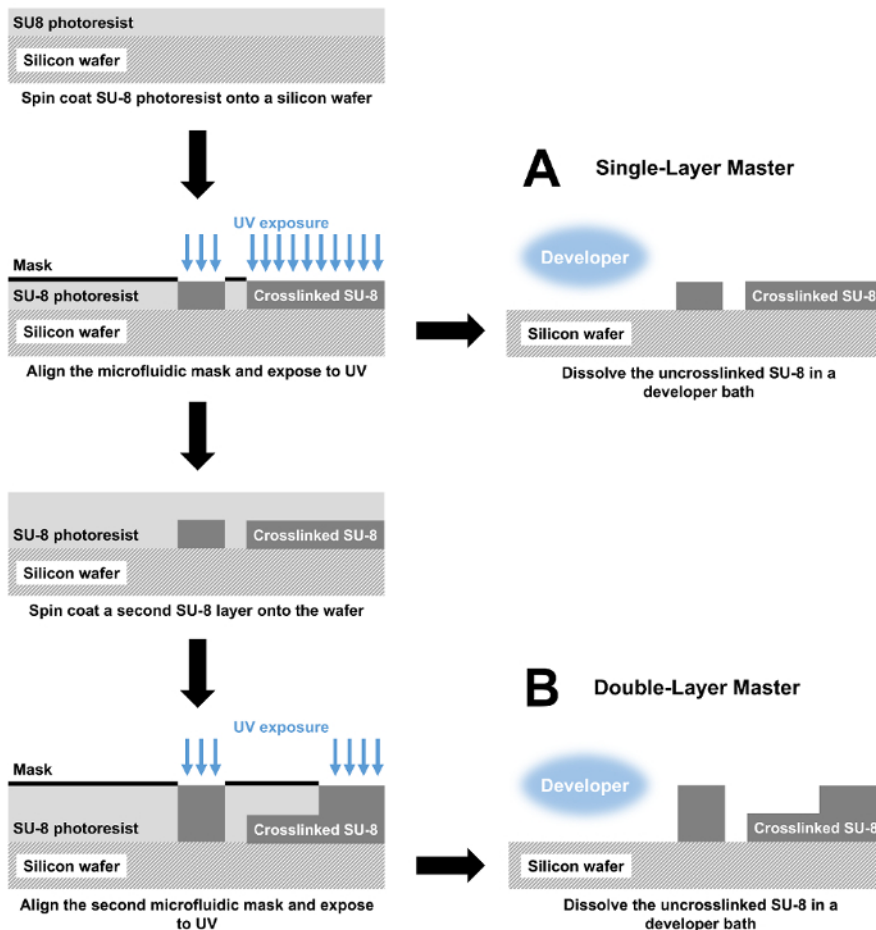 SU8 photoresist
Silicon wafer
Spin coat SU-8 photoresist onto a silicon wafer
UV exposure
Mask
SU-8 photoresist
Crosslinked SU-8
Silicon wafer
Align the microfluidic mask and expose to UV
A
Single-Layer Master
Developer
Crosslinked SU-8
Silicon wafer
Dissolve the uncrosslinked SU-8 in a
developer bath
SU-8 photoresist
Crosslinked SU-8
Silicon wafer
Spin coat a second SU-8 layer onto the wafer
UV exposure
Mask
SU-8 photoresist
Crosslinked SU-8
Silicon wafer
Align the second microfluidic mask and expose
to UV
B
Double-Layer Master
Developer
Crosslinked SU-8
Silicon wafer
Dissolve the uncrosslinked SU-8 in a
developer bath